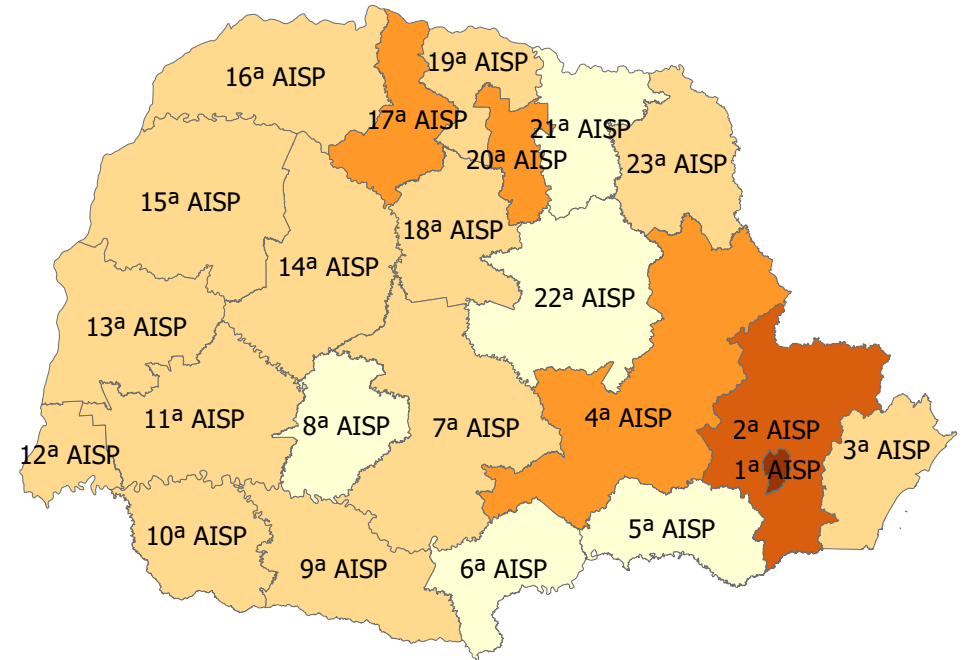 19ª AISP
16ª AISP
17ª AISP
21ª AISP
20ª AISP
23ª AISP
15ª AISP
18ª AISP
14ª AISP
22ª AISP
13ª AISP
11ª AISP
8ª AISP
7ª AISP
4ª AISP
2ª AISP
3ª AISP
12ª AISP
1ª AISP
10ª AISP
5ª AISP
9ª AISP
6ª AISP